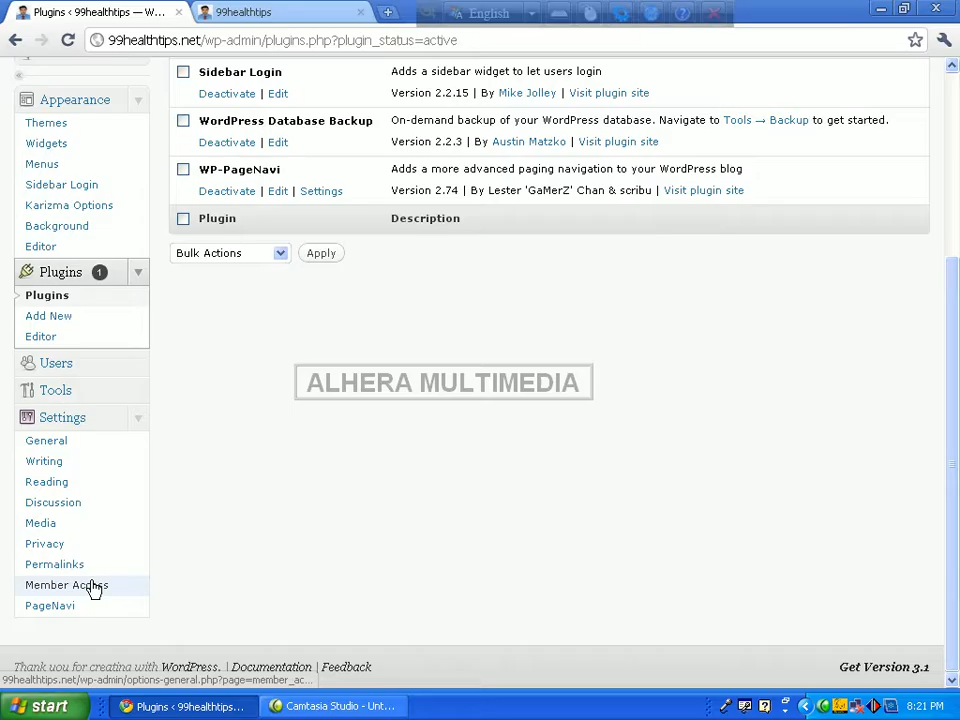 Plugins < 99healthtips — W...
99healthtips
English
99healthtips.net/wp-admin/plugins.php?plugin_status=active
Appearance
Themes
Widgets
Menus
Sidebar Login
Karizma Options
Background
Editor
Plugins 1
Plugins
Add New
Editor
Users
Tools
Settings
General
Writing
Reading
Discussion
Media
Privacy
Permalinks
Member Access
PageNavi
Sidebar Login
Adds a sidebar widget to let users login
Deactivate | Edit
Version 2.2.15 | By Mike Jolley | Visit plugin site
WordPress Database Backup
On-demand backup of your WordPress database. Navigate to Tools → Backup to get started.
Deactivate | Edit
Version 2.2.3 | By Austin Matzko | Visit plugin site
WP-PageNavi
Adds a more advanced paging navigation to your WordPress blog
Deactivate | Edit | Settings
Version 2.74 | By Lester 'GaMerZ' Chan & scribu | Visit plugin site
Plugin
Description
Bulk Actions
Apply
ALHERA MULTIMEDIA
Thank you for creating with WordPress. | Documentation | Feedback
Get Version 3.1
99healthtips.net/wp-admin/options-general.php?page=member_ac...
start
Plugins < 99healthtips...
Camtasia Studio - Unt...
8:21 PM